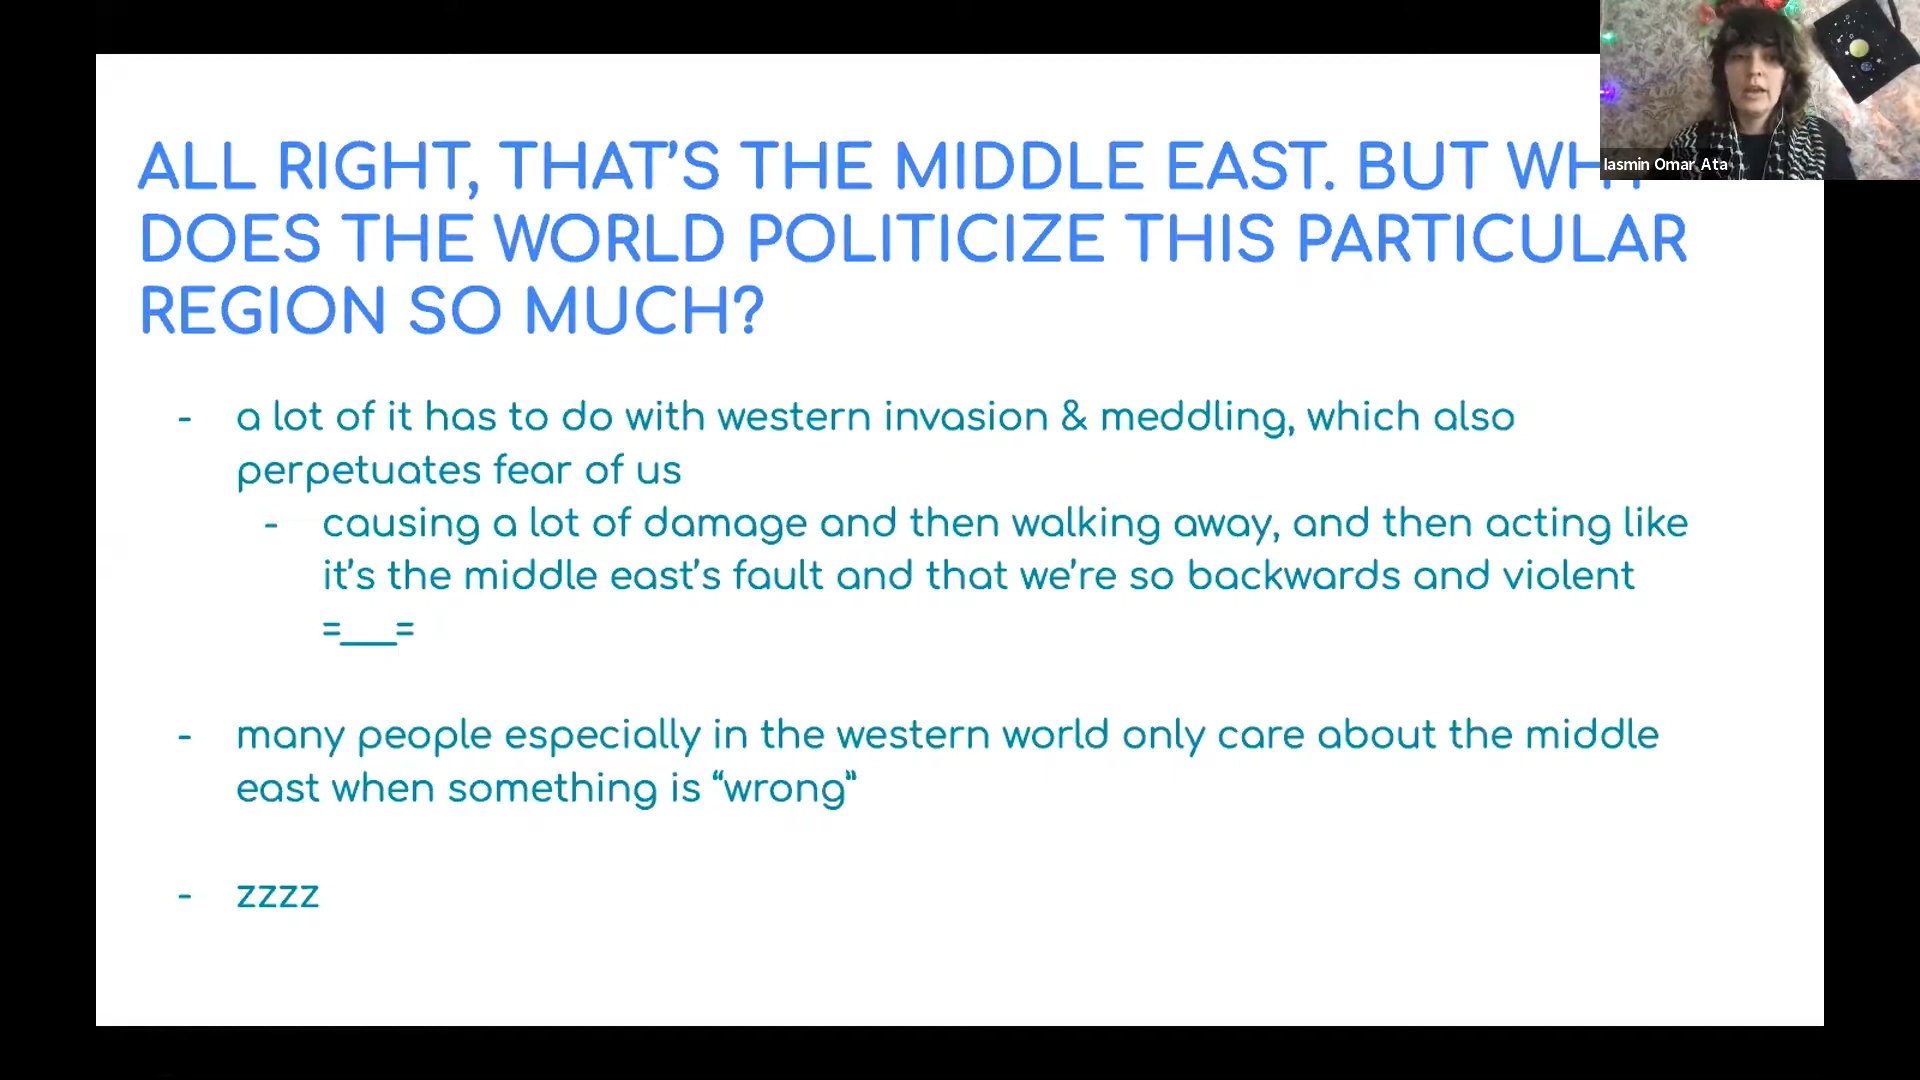 ALL RIGHT, THAT'S THE MIDDLE EAST. BUT WHY
DOES THE WORLD POLITICIZE THIS PARTICULAR
REGION SO MUCH?
- a lot of it has to do with western invasion & meddling, which also
perpetuates fear of us
- causing a lot of damage and then walking away, and then acting like
it's the middle east's fault and that we're so backwards and violent
=___=
- many people especially in the western world only care about the middle
east when something is “wrong”
- zzzz
Iasmin Omar Ata